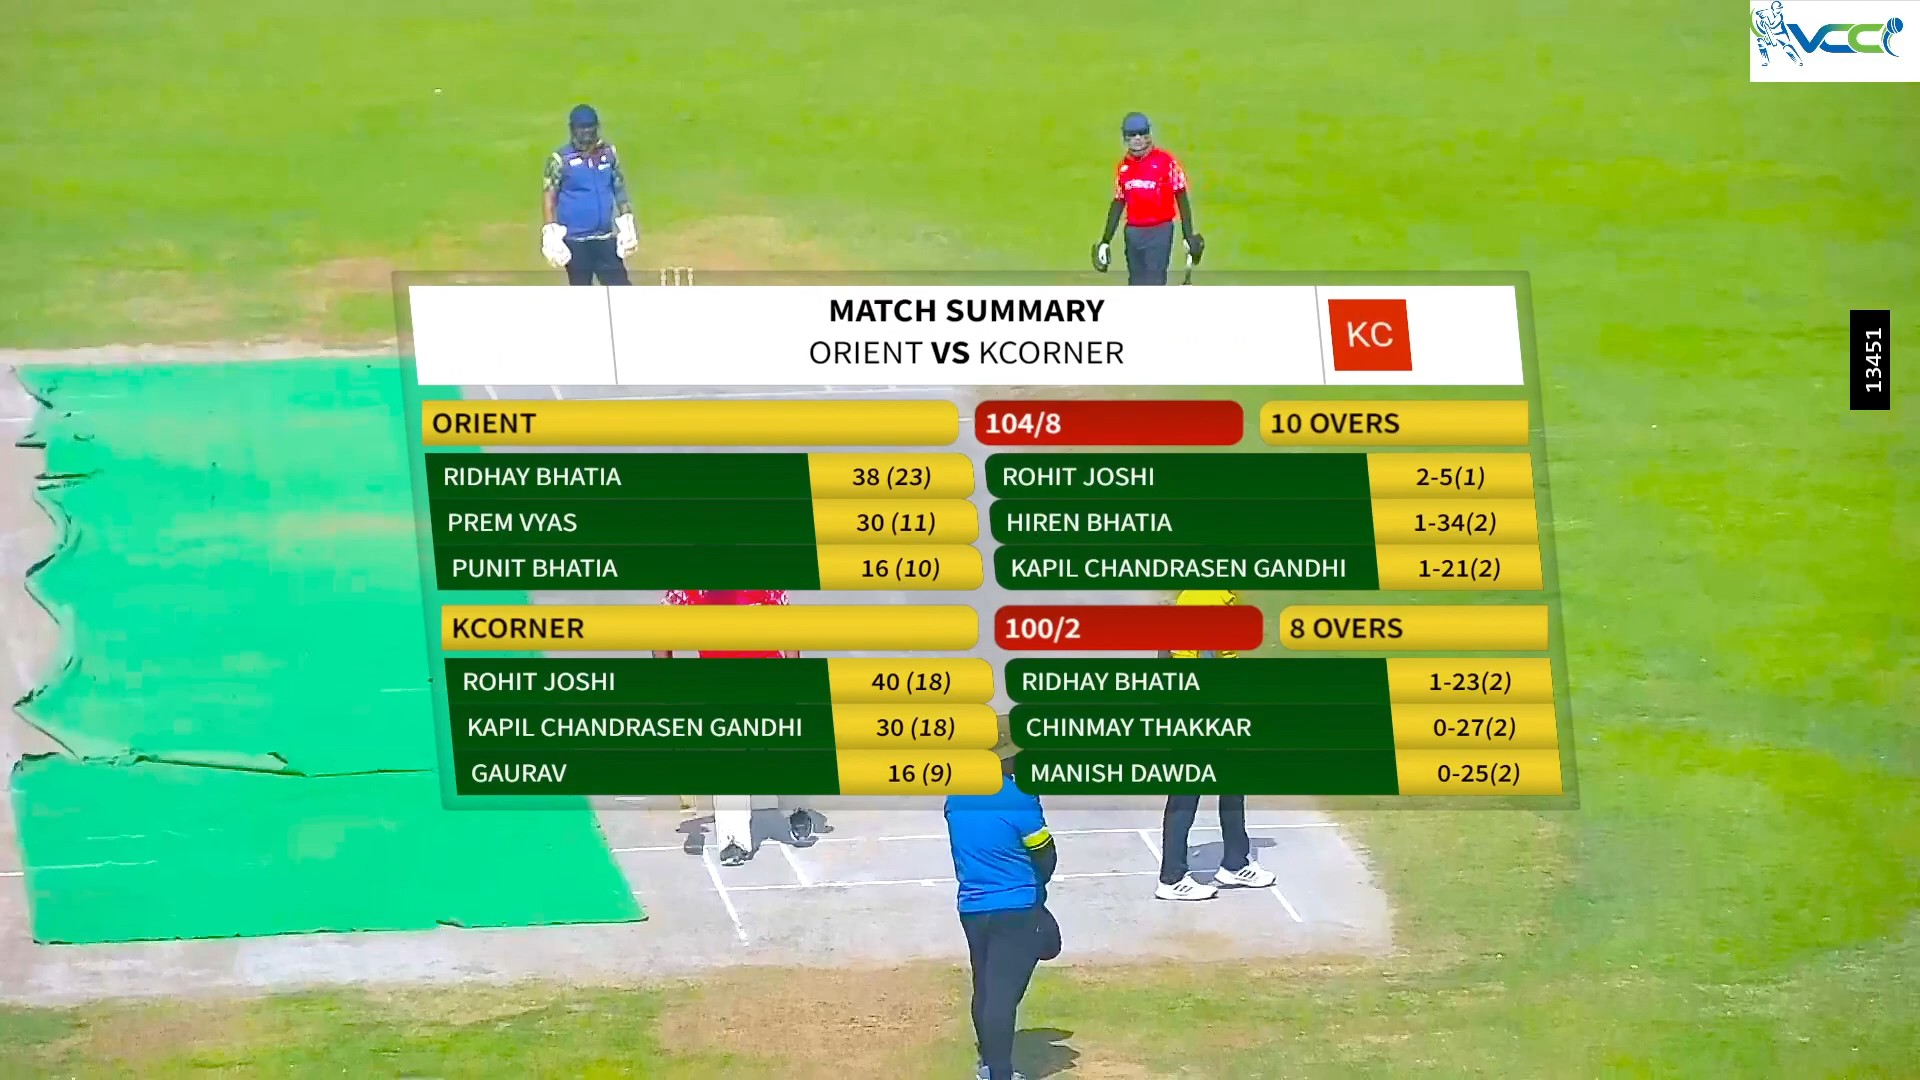 VCC
MATCH SUMMARY
ORIENT VS KCORNER
KC
13451
ORIENT 104/8 10 OVERS
RIDHAY BHATIA 38 (23) ROHIT JOSHI 2-5(1)
PREM VYAS 30 (11) HIREN BHATIA 1-34(2)
PUNIT BHATIA 16 (10) KAPIL CHANDRASEN GANDHI 1-21(2)
KCORNER 100/2 8 OVERS
ROHIT JOSHI 40 (18) RIDHAY BHATIA 1-23(2)
KAPIL CHANDRASEN GANDHI 30 (18) CHINMAY THAKKAR 0-27(2)
GAURAV 16 (9) MANISH DAWDA 0-25(2)